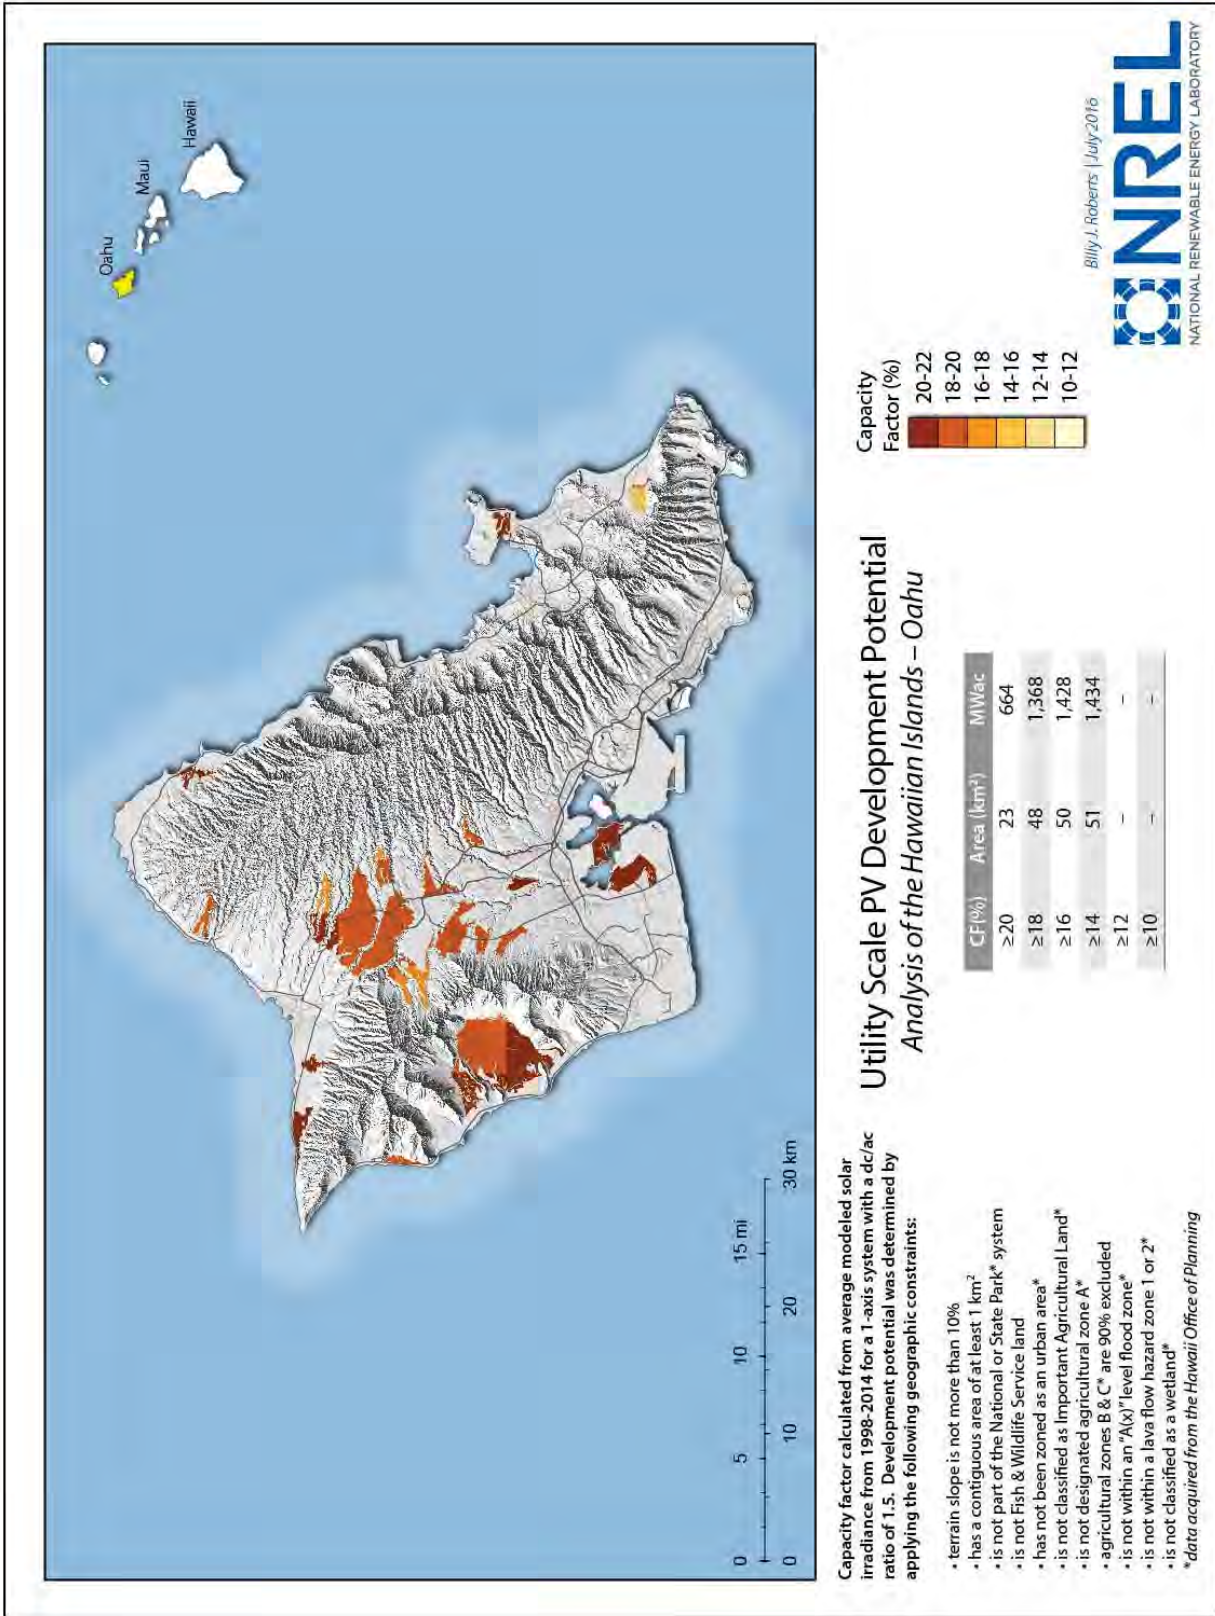 Oahu
Maui
Hawaii
0 5 10 15 mi
0 10 20 30 km
Capacity factor calculated from average modeled solar
irradiance from 1998-2014 for a 1-axis system with a dc/ac
ratio of 1.5. Development potential was determined by
applying the following geographic constraints:
• terrain slope is not more than 10%
• has a contiguous area of at least 1 km²
• is not part of the National or State Park* system
• is not Fish & Wildlife Service land
• has not been zoned as an urban area*
• is not classified as Important Agricultural Land*
• is not designated agricultural zone A*
• agricultural zones B & C* are 90% excluded
• is not within an "A(x)" level flood zone*
• is not within a lava flow hazard zone 1 or 2*
• is not classified as a wetland*
*data acquired from the Hawaii Office of Planning
Utility Scale PV Development Potential
Analysis of the Hawaiian Islands – Oahu
CF(%) Area (km²) MWac
≥20 23 664
≥18 48 1,368
≥16 50 1,428
≥14 51 1,434
≥12 – –
≥10 – –
Capacity
Factor (%)
20-22
18-20
16-18
14-16
12-14
10-12
Billy J. Roberts | July 2016
NREL
NATIONAL RENEWABLE ENERGY LABORATORY